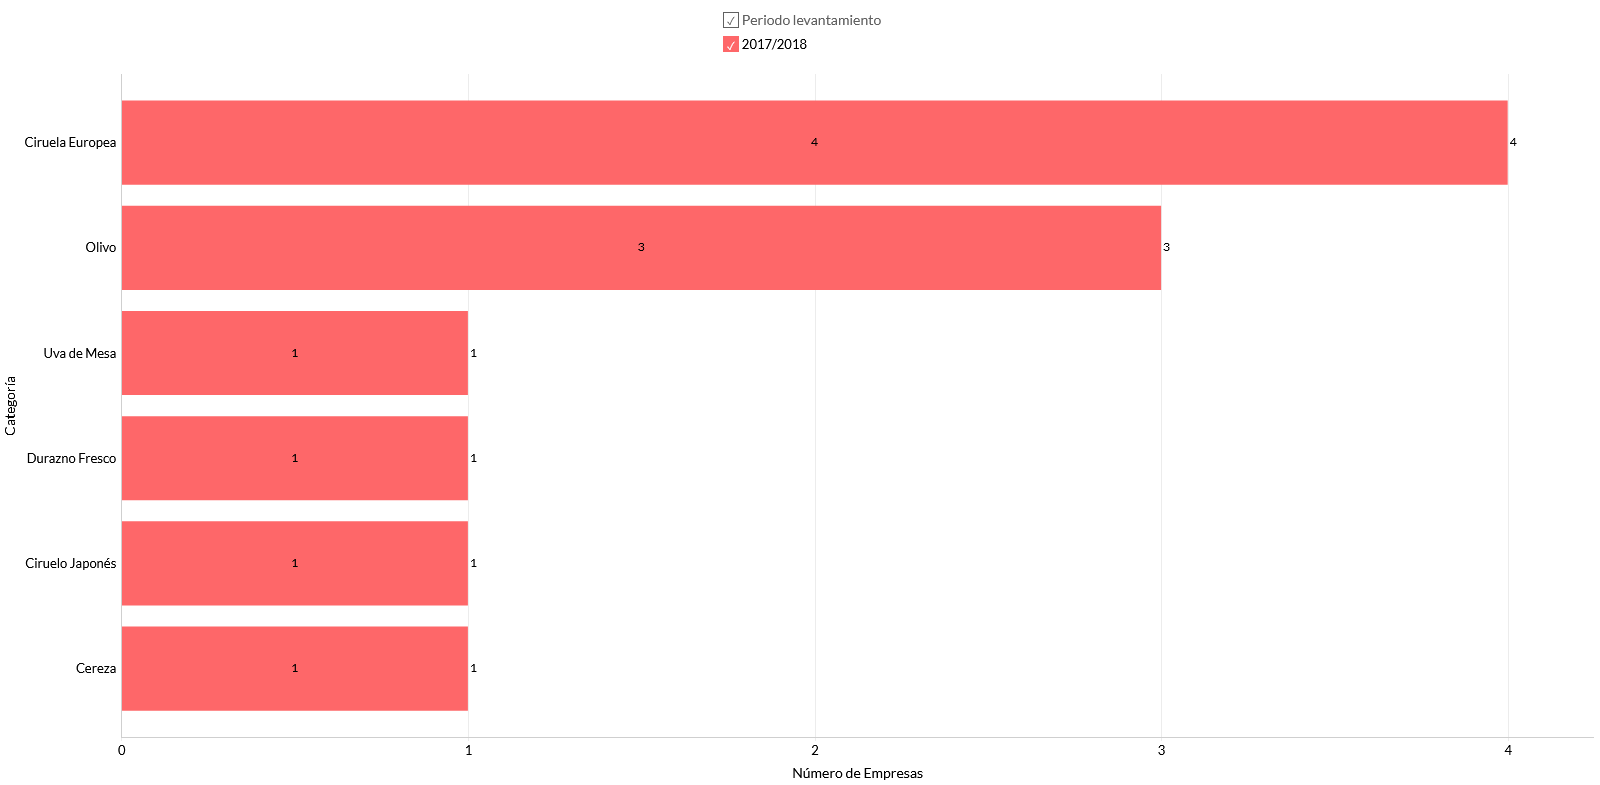 Periodo levantamiento
2017/2018
Ciruela Europea 4 4
Olivo 3 3
Uva de Mesa 1 1
Durazno Fresco 1 1
Ciruelo Japonés 1 1
Cereza 1 1
Categoría
0 1 2 3 4
Número de Empresas